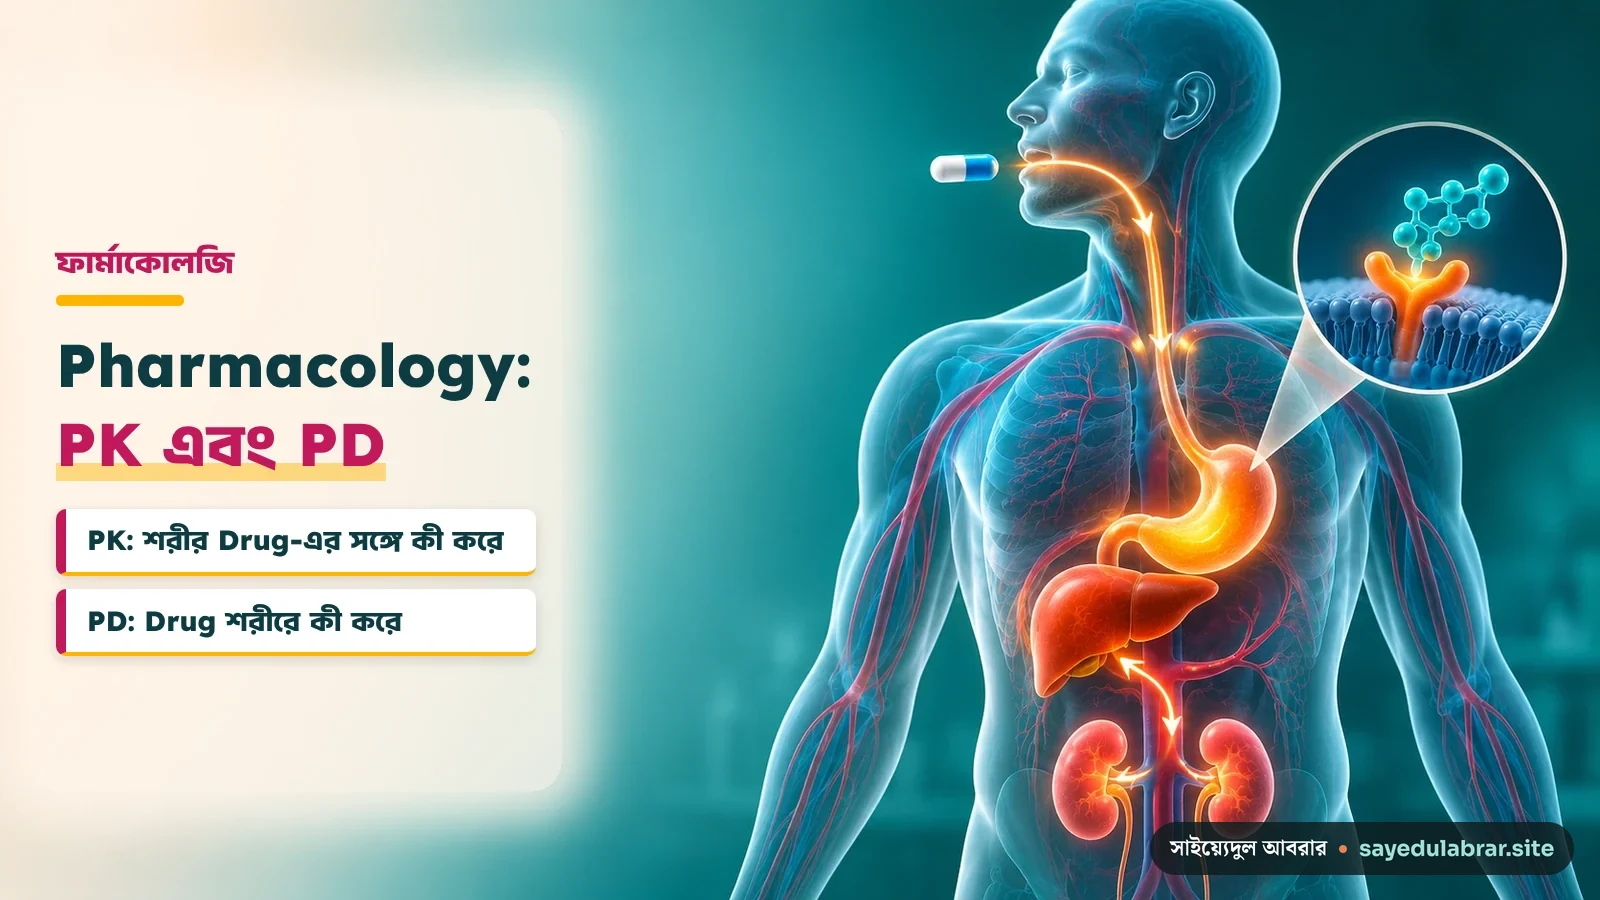 ফার্মাকোলজি
Pharmacology:
PK এবং PD
PK: শরীর Drug-এর সঙ্গে কী করে
PD: Drug শরীরে কী করে
সাইয়্যেদুল আবরার • sayedulabrar.site